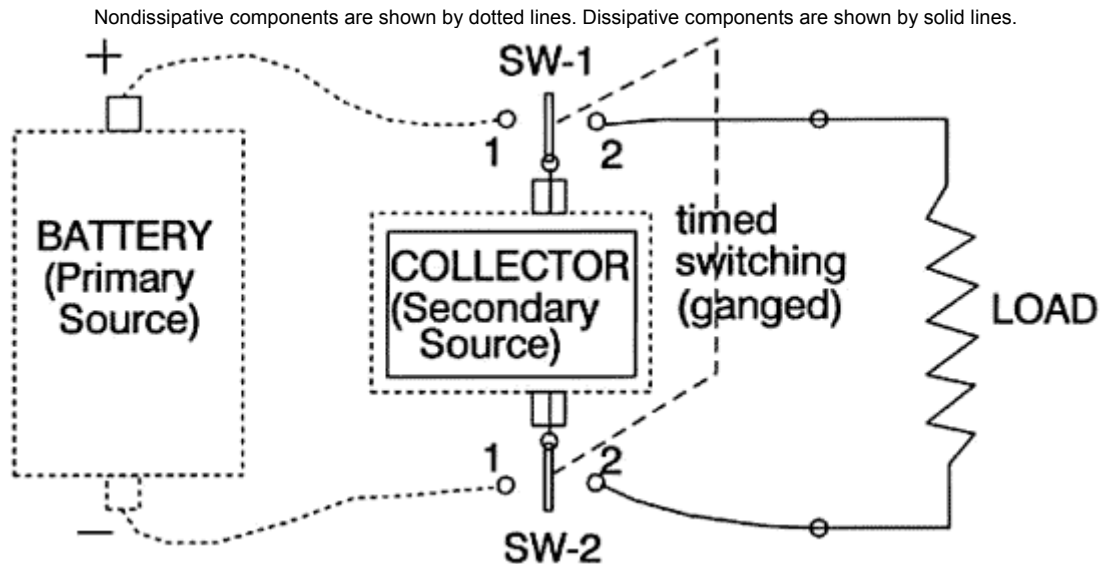 Nondissipative components are shown by dotted lines. Dissipative components are shown by solid lines.
+
SW-1
1
2
BATTERY
(Primary
Source)
COLLECTOR
(Secondary
Source)
timed
switching
(ganged)
LOAD
1
2
—
SW-2